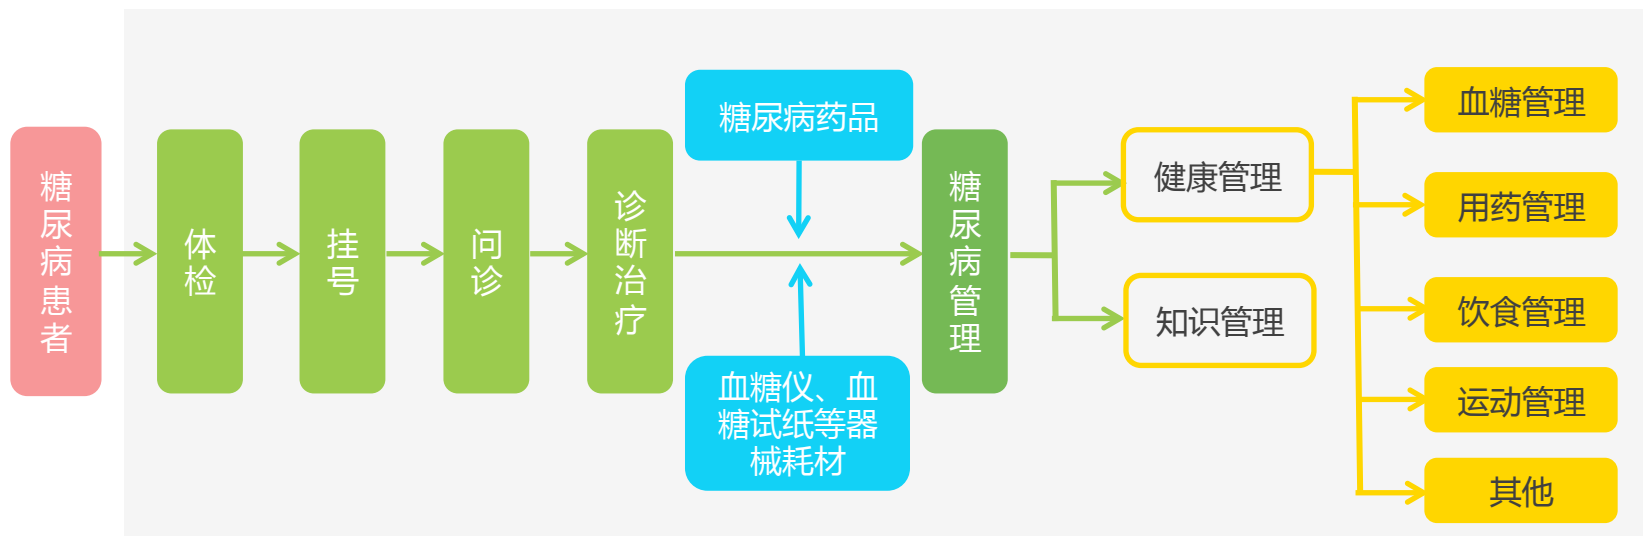 糖尿病患者
体检
挂号
问诊
诊断治疗
糖尿病药品
血糖仪、血
糖试纸等器
械耗材
糖尿病管理
健康管理
知识管理
血糖管理
用药管理
饮食管理
运动管理
其他